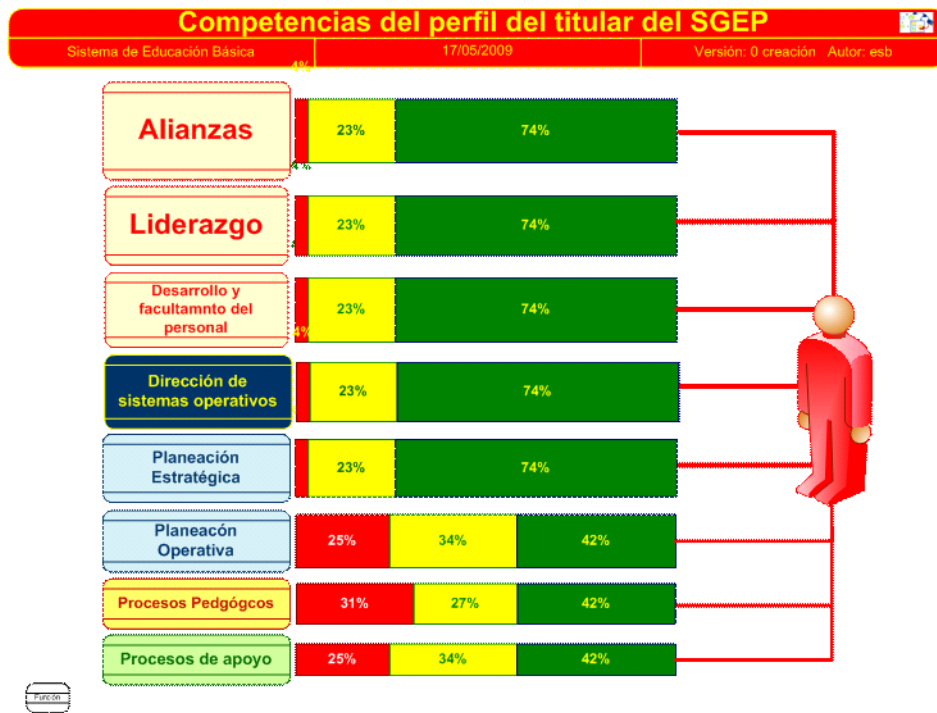 Competencias del perfil del titular del SGEP
Sistema de Educación Básica
17/05/2009
Versión: 0 creación Autor: esb
4%
Alianzas
23%
74%
4%
Liderazgo
23%
74%
Desarrollo y
facultamnto del
personal
23%
74%
4%
Dirección de
sistemas operativos
23%
74%
Planeación
Estratégica
23%
74%
Planeacón
Operativa
25%
34%
42%
Procesos Pedgógcos
31%
27%
42%
Procesos de apoyo
25%
34%
42%
Funcón